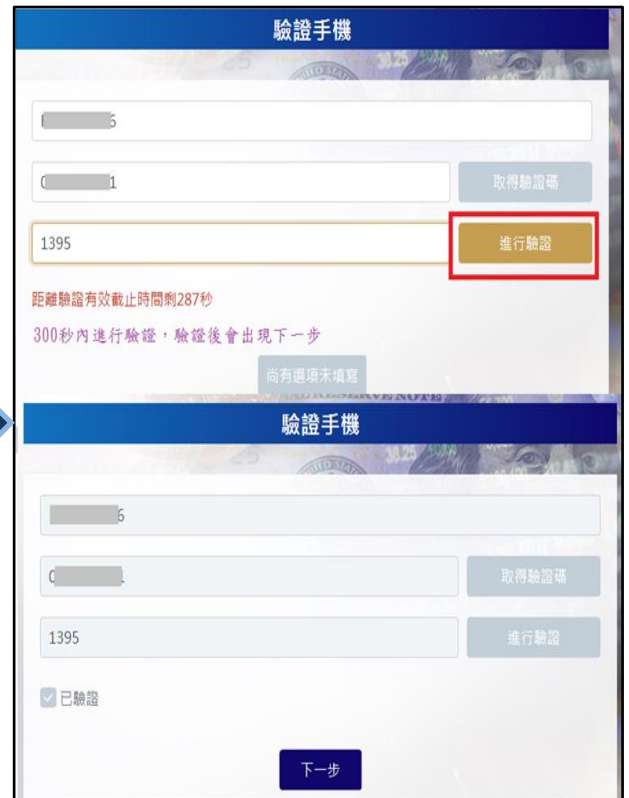 驗證手機
6
1 取得驗證碼
1395 進行驗證
距離驗證有效截止時間剩287秒
300秒內進行驗證，驗證後會出現下一步
尚有選項未填寫
驗證手機
6
取得驗證碼
1395 進行驗證
已驗證
下一步